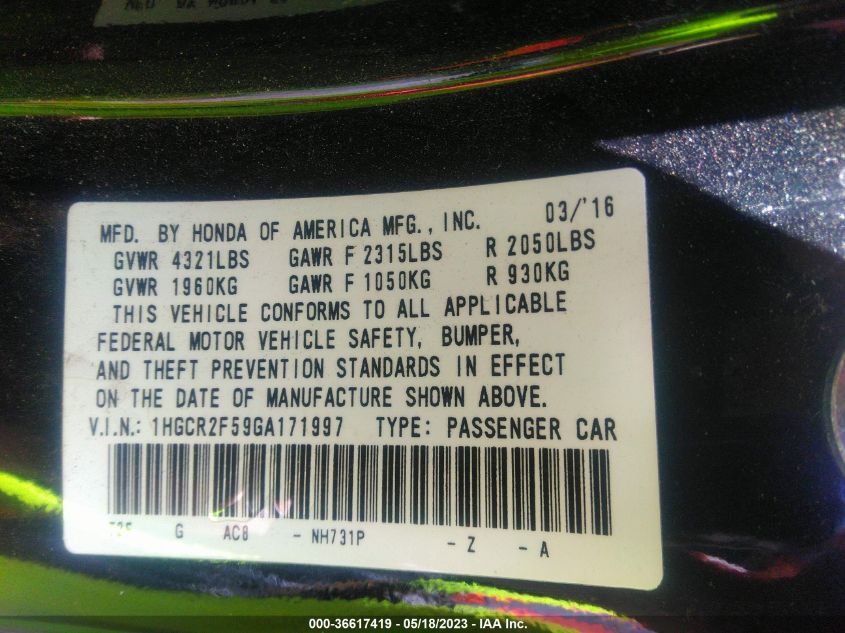 MFD. BY HONDA OF AMERICA MFG., INC. 03/'16
GVWR 4321LBS GAWR F 2315LBS R 2050LBS
GVWR 1960KG GAWR F 1050KG R 930KG
THIS VEHICLE CONFORMS TO ALL APPLICABLE
FEDERAL MOTOR VEHICLE SAFETY, BUMPER,
AND THEFT PREVENTION STANDARDS IN EFFECT
ON THE DATE OF MANUFACTURE SHOWN ABOVE.
V.I.N.: 1HGCR2F59GA171997 TYPE: PASSENGER CAR
G AC8 - NH731P - Z - A
000-36617419 - 05/18/2023 - IAA Inc.